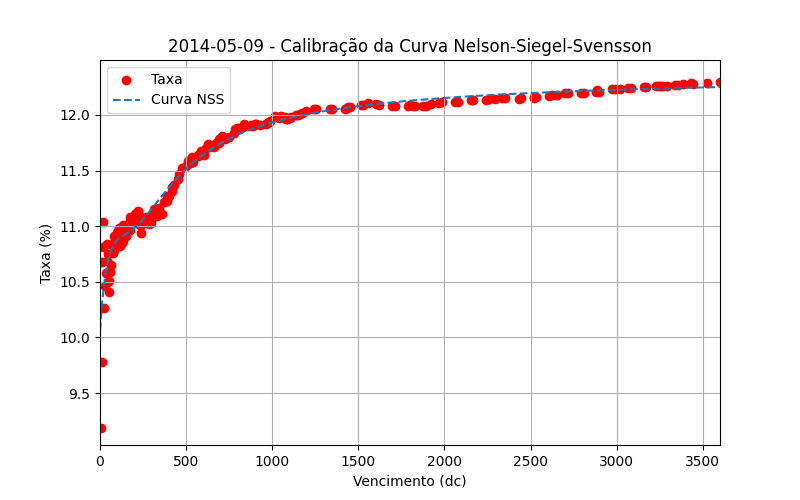 2014-05-09 - Calibração da Curva Nelson-Siegel-Svensson
Taxa
Curva NSS
Taxa (%)
12.0
11.5
11.0
10.5
10.0
9.5
0 500 1000 1500 2000 2500 3000 3500
Vencimento (dc)